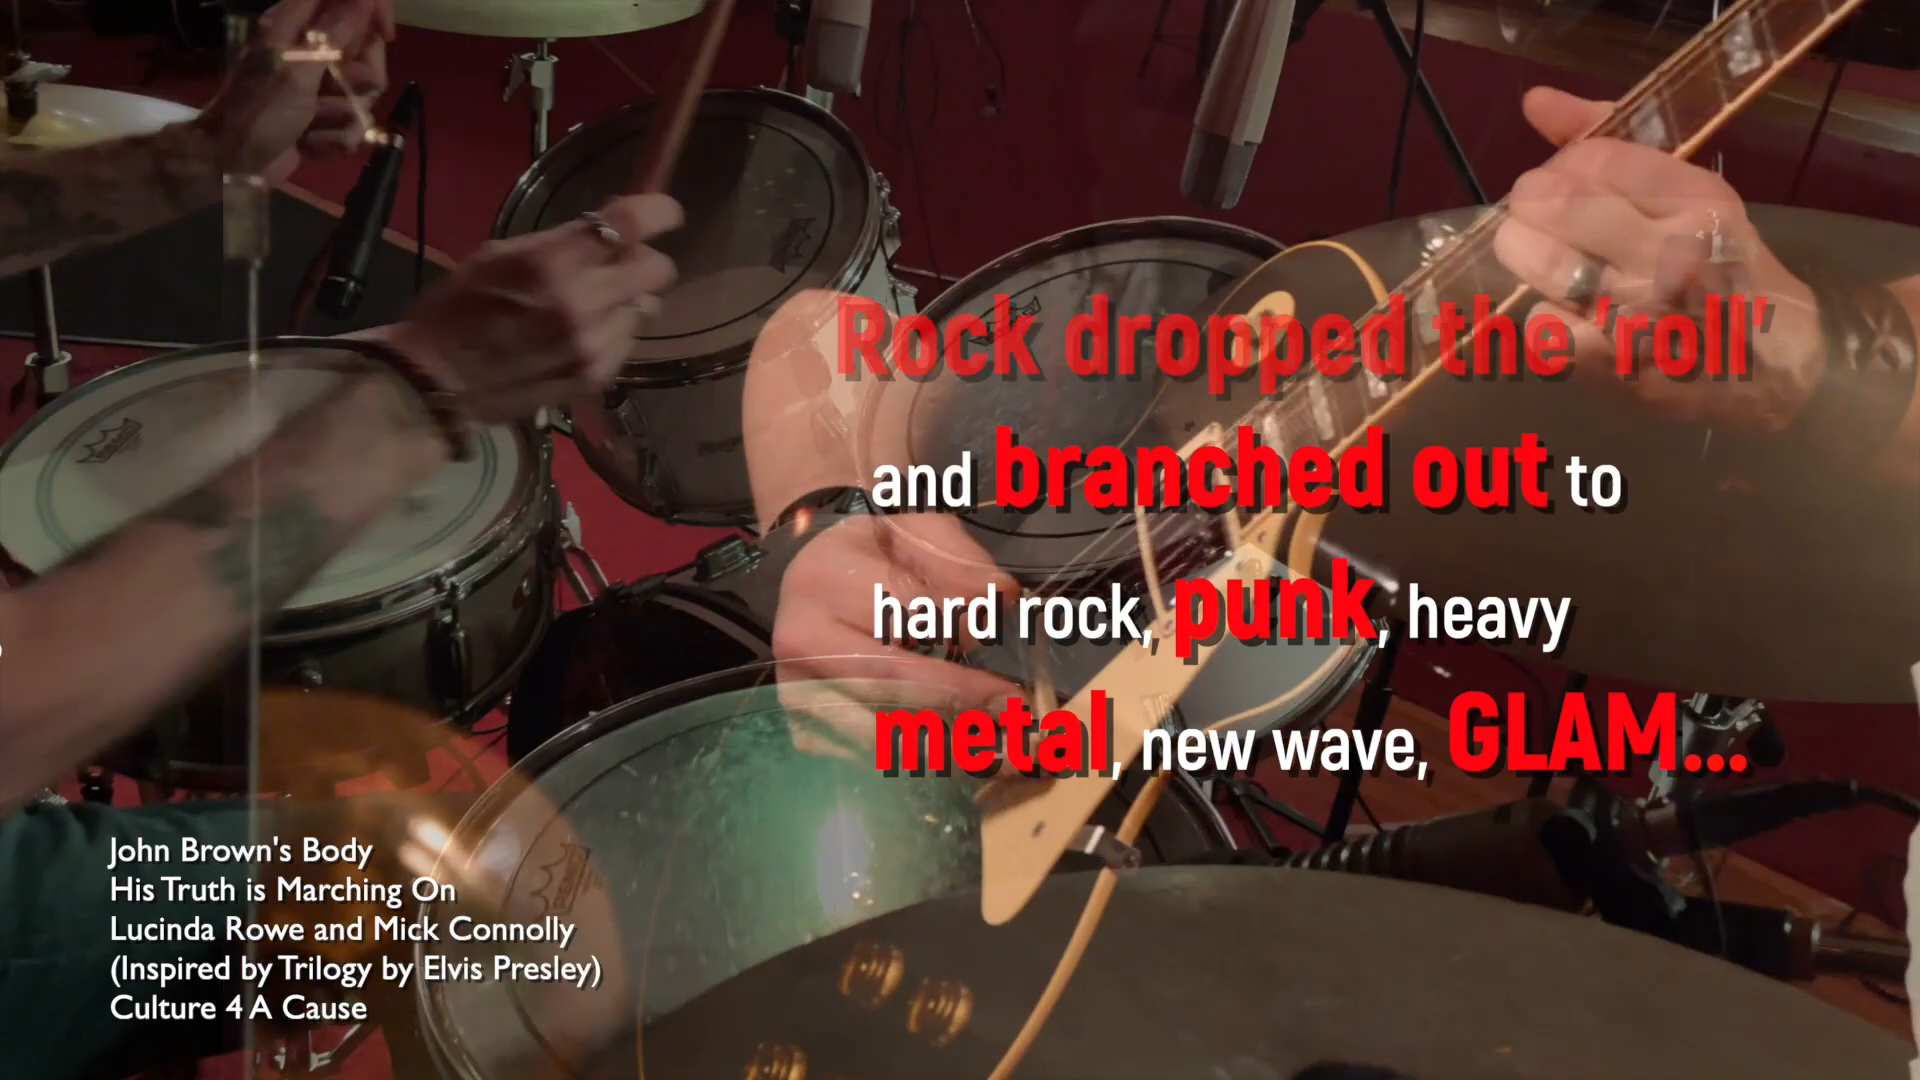 Rock dropped the 'roll'
and branched out to
hard rock, punk, heavy
metal, new wave, GLAM...
John Brown's Body
His Truth is Marching On
Lucinda Rowe and Mick Connolly
(Inspired by Trilogy by Elvis Presley)
Culture 4 A Cause
REMO